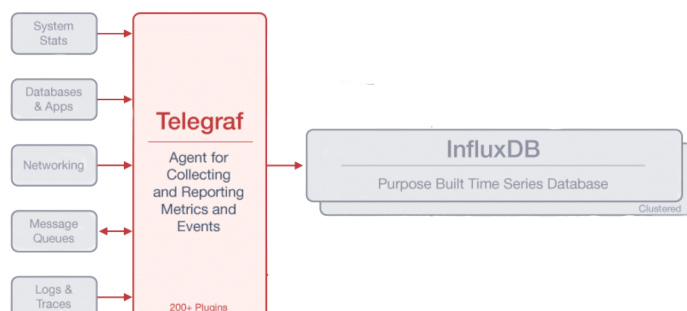 System
Stats
Databases
& Apps
Networking
Message
Queues
Logs &
Traces
Telegraf
Agent for
Collecting
and Reporting
Metrics and
Events
200+ Plugins
InfluxDB
Purpose Built Time Series Database
Clustered